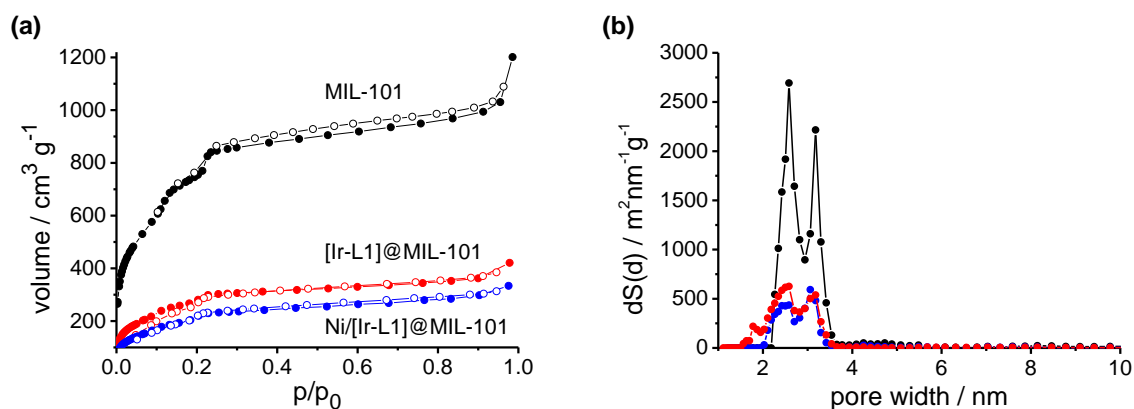 (a)
1200
1000
800
600
400
200
volume / cm³ g⁻¹
MIL-101
[Ir-L1]@MIL-101
Ni/[Ir-L1]@MIL-101
0.0 0.2 0.4 0.6 0.8 1.0
p/p₀
(b)
3000
2500
2000
1500
1000
500
0
dS(d) / m²nm⁻¹g⁻¹
2 4 6 8 10
pore width / nm